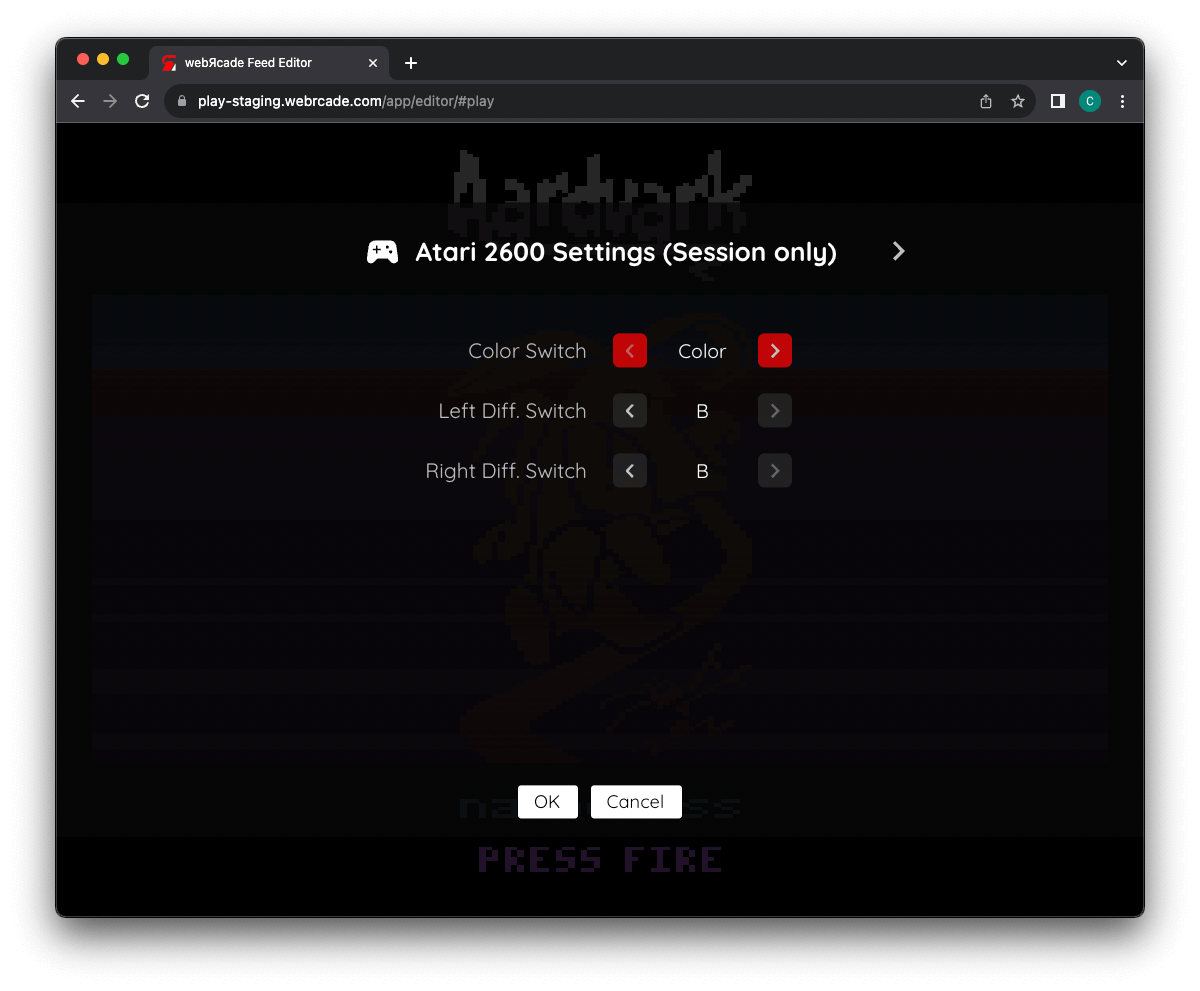 webЯcade Feed Editor
play-staging.webrcade.com/app/editor/#play
C
Aardvark
Atari 2600 Settings (Session only)
Color Switch Color
Left Diff. Switch B
Right Diff. Switch B
OK Cancel
PRESS FIRE